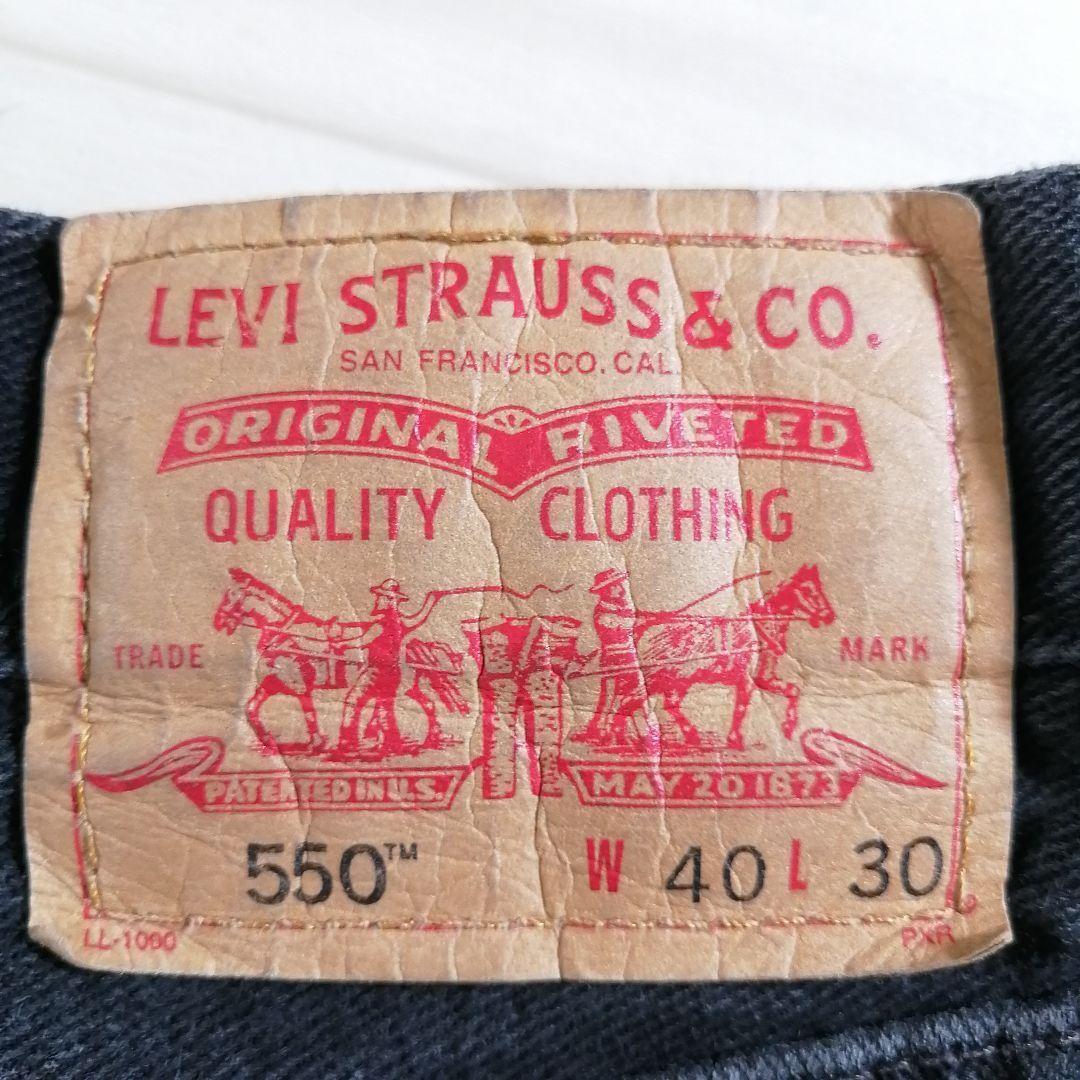 LEVI STRAUSS & CO.
SAN FRANCISCO. CAL.
ORIGINAL RIVETED
QUALITY CLOTHING
TRADE MARK
PATENTED IN U.S. MAY 20 1873
550™ W 40 L 30
LL-1000 PXR